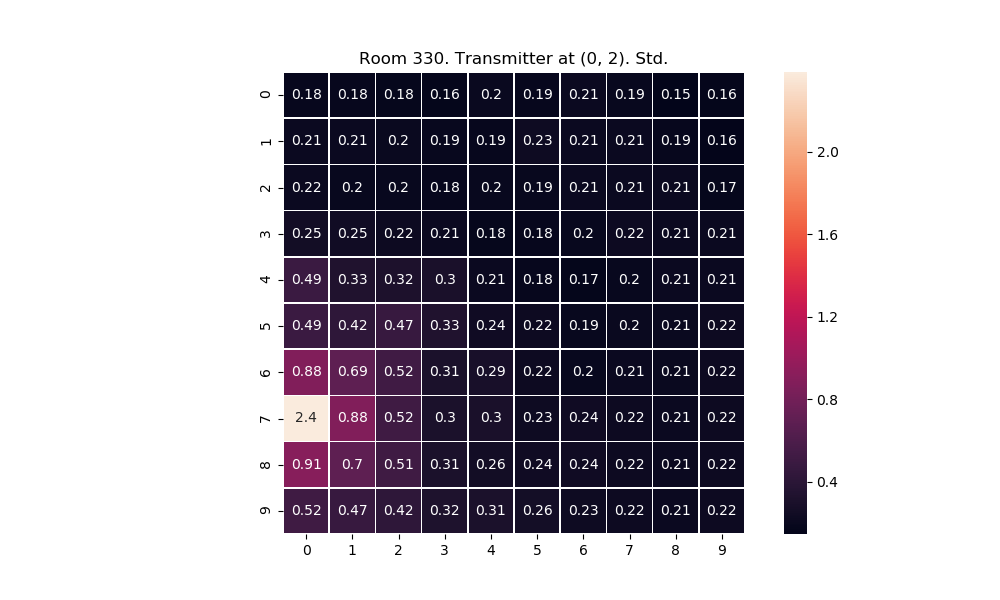 Room 330. Transmitter at (0, 2). Std.
0 0.18 0.18 0.18 0.16 0.2 0.19 0.21 0.19 0.15 0.16
1 0.21 0.21 0.2 0.19 0.19 0.23 0.21 0.21 0.19 0.16
2.0
2 0.22 0.2 0.2 0.18 0.2 0.19 0.21 0.21 0.21 0.17
3 0.25 0.25 0.22 0.21 0.18 0.18 0.2 0.22 0.21 0.21
1.6
4 0.49 0.33 0.32 0.3 0.21 0.18 0.17 0.2 0.21 0.21
1.2
5 0.49 0.42 0.47 0.33 0.24 0.22 0.19 0.2 0.21 0.22
6 0.88 0.69 0.52 0.31 0.29 0.22 0.2 0.21 0.21 0.22
0.8
7 2.4 0.88 0.52 0.3 0.3 0.23 0.24 0.22 0.21 0.22
8 0.91 0.7 0.51 0.31 0.26 0.24 0.24 0.22 0.21 0.22
0.4
9 0.52 0.47 0.42 0.32 0.31 0.26 0.23 0.22 0.21 0.22
0 1 2 3 4 5 6 7 8 9